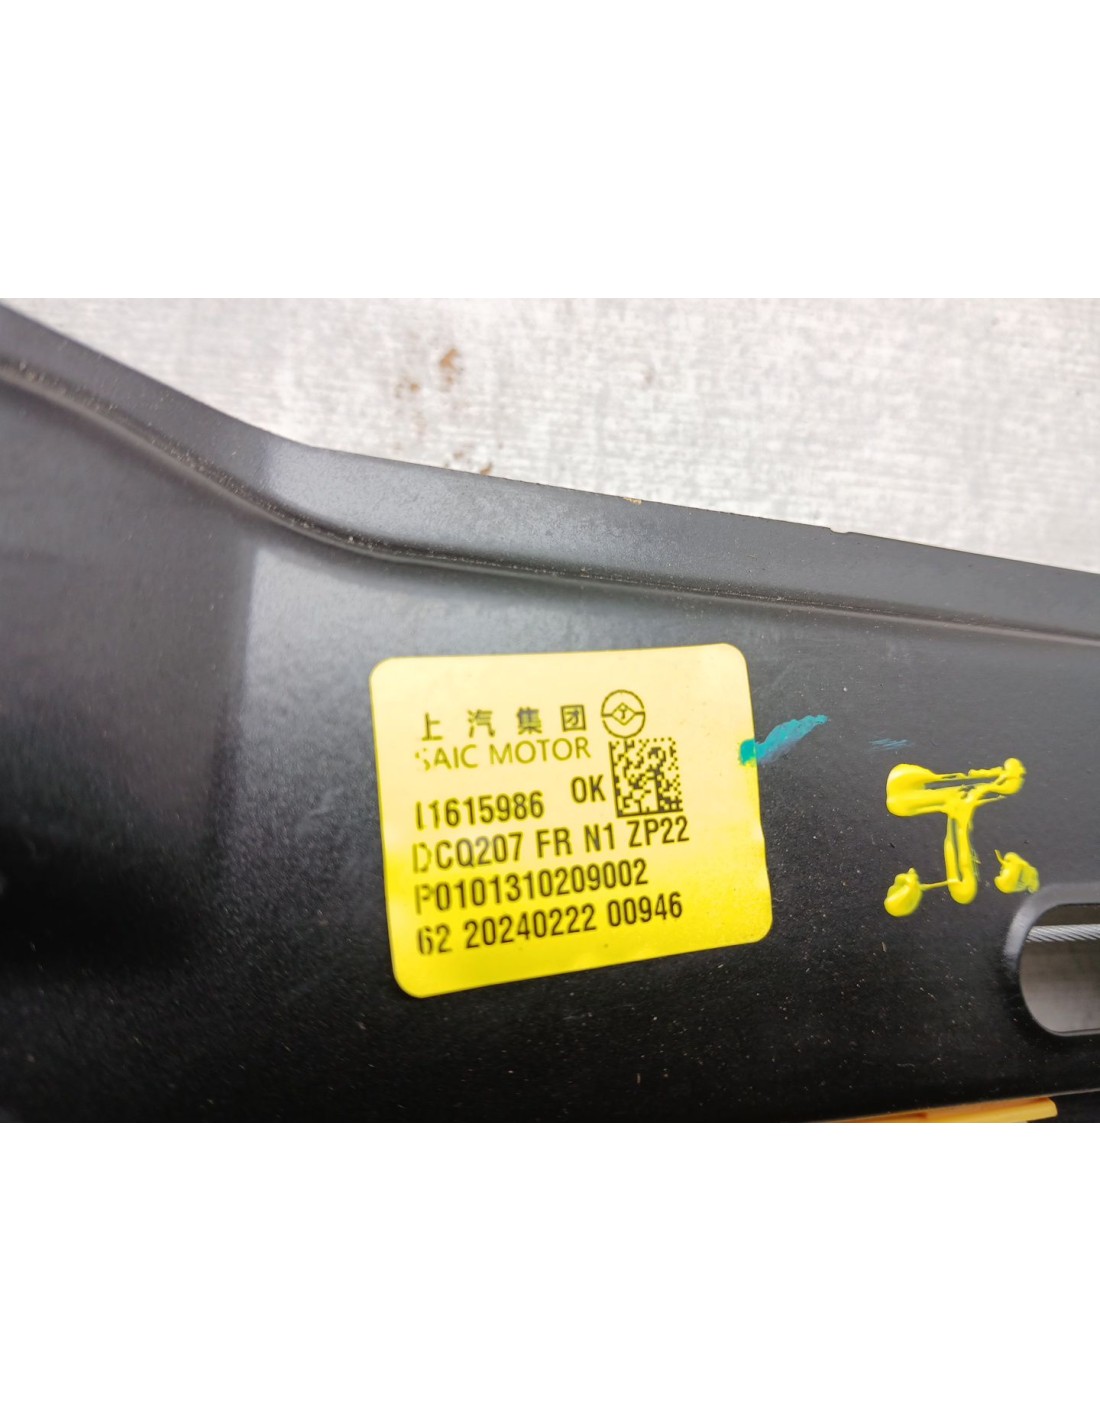 上汽集团
SAIC MOTOR
11615986 OK
DCQ207 FR N1 ZP22
P0101310209002
62 20240222 00946